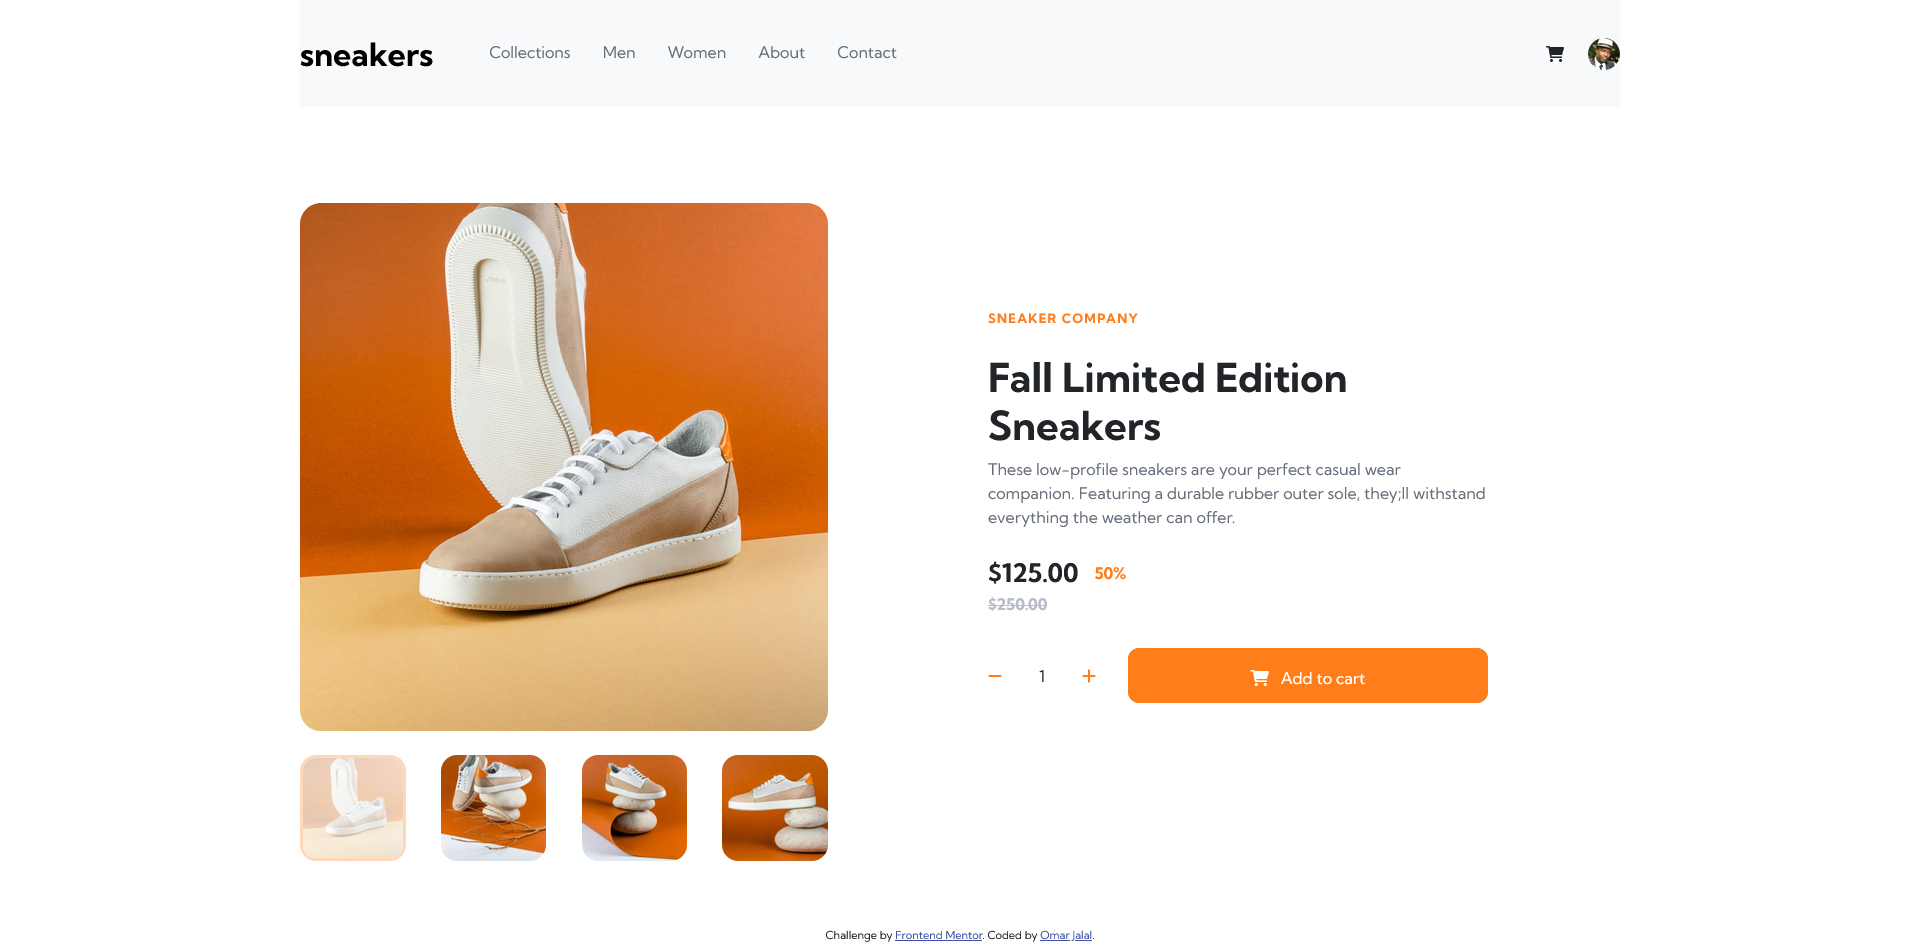 sneakers
Collections Men Women About Contact
SNEAKER COMPANY
Fall Limited Edition
Sneakers
These low-profile sneakers are your perfect casual wear
companion. Featuring a durable rubber outer sole, they;ll withstand
everything the weather can offer.
$125.00 50%
$250.00
1
Add to cart
Challenge by Frontend Mentor. Coded by Omar Jalal.